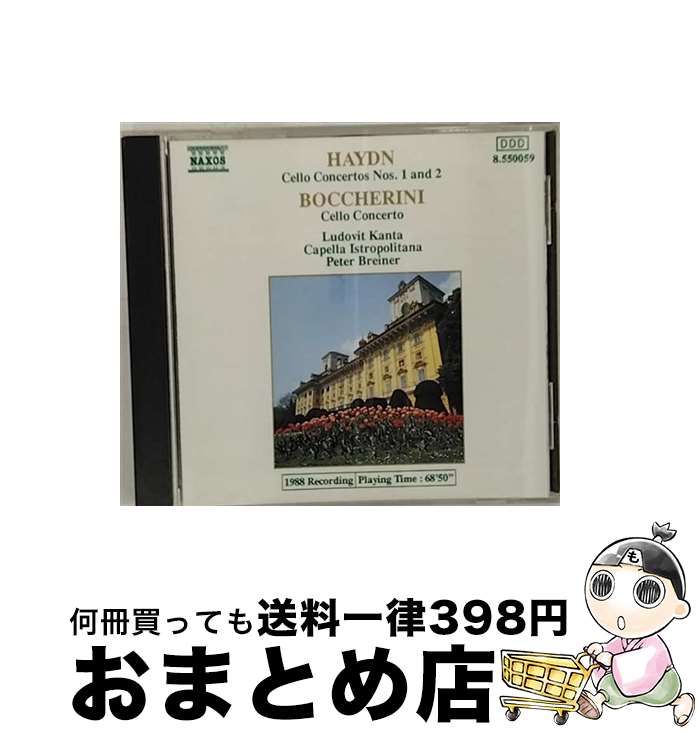 NAXOS
DDD
8.550059
HAYDN
Cello Concertos Nos. 1 and 2
BOCCHERINI
Cello Concerto
Ludovit Kanta
Capella Istropolitana
Peter Breiner
1988 Recording Playing Time : 68'50"
も
何冊買っても送料一律398円
おまとめ店